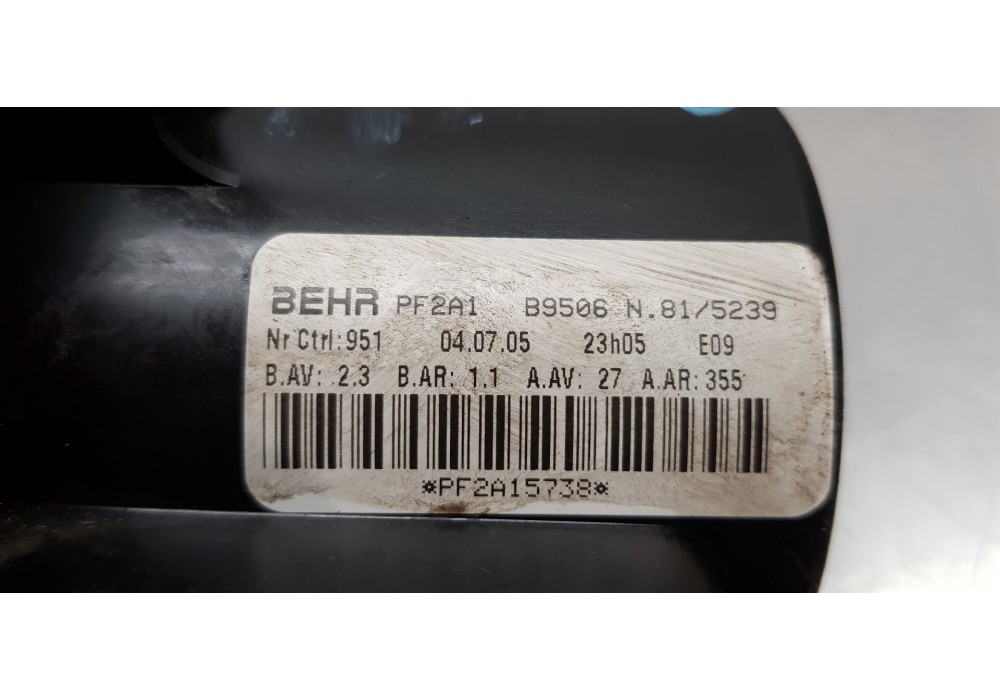 BEHR PF2A1 B9506 N.81/5239
Nr Ctrl:951 04.07.05 23h05 E09
B.AV: 2.3 B.AR: 1.1 A.AV: 27 A.AR:355
*PF2A15738*